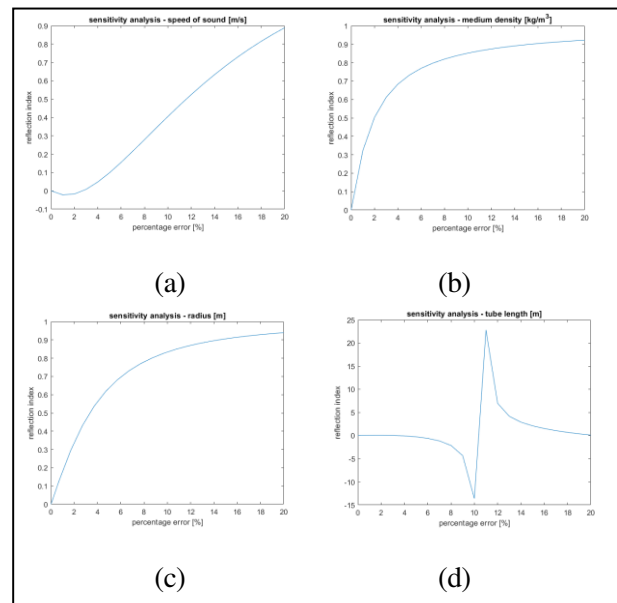 sensitivity analysis - speed of sound [m/s]
0.9
0.8
0.7
0.6
0.5
0.4
0.3
0.2
0.1
0
-0.1
reflection index
0 2 4 6 8 10 12 14 16 18 20
percentage error [%]
(a)
sensitivity analysis - medium density [kg/m³]
1
0.9
0.8
0.7
0.6
0.5
0.4
0.3
0.2
0.1
0
reflection index
0 2 4 6 8 10 12 14 16 18 20
percentage error [%]
(b)
sensitivity analysis - radius [m]
1
0.9
0.8
0.7
0.6
0.5
0.4
0.3
0.2
0.1
0
reflection index
0 2 4 6 8 10 12 14 16 18 20
percentage error [%]
(c)
sensitivity analysis - tube length [m]
25
20
15
10
5
0
-5
-10
-15
reflection index
0 2 4 6 8 10 12 14 16 18 20
percentage error [%]
(d)